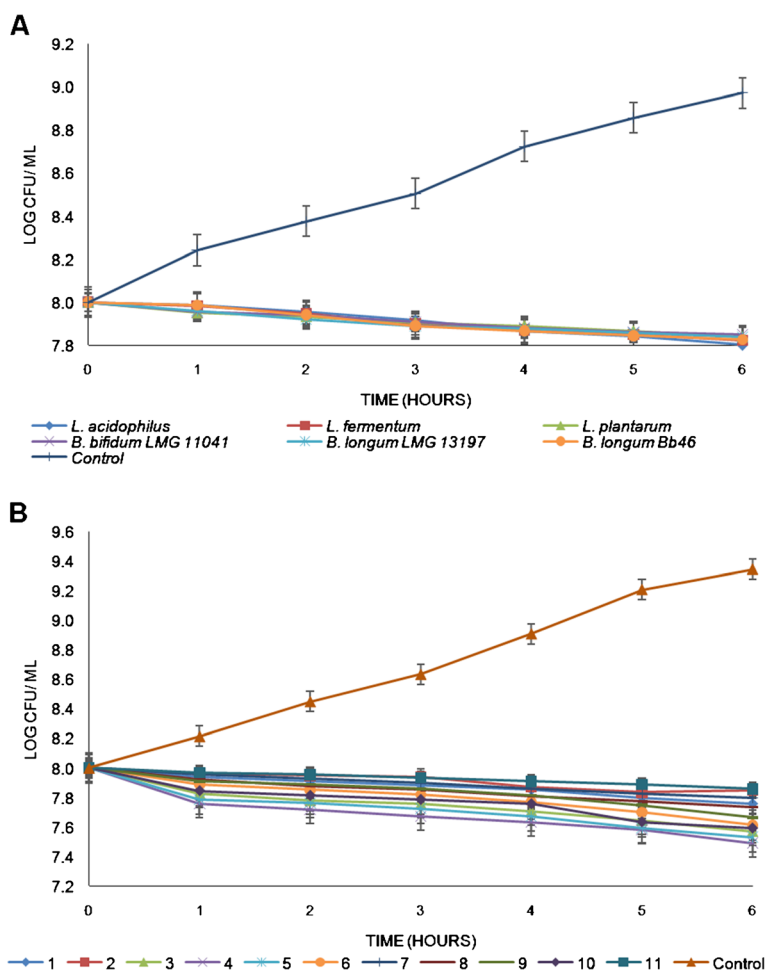 A
9.2
9.0
8.8
8.6
8.4
8.2
8.0
7.8
LOG CFU/ ML
0 1 2 3 4 5 6
TIME (HOURS)
L. acidophilus L. fermentum L. plantarum
B. bifidum LMG 11041 B. longum LMG 13197 B. longum Bb46
Control
B
9.6
9.4
9.2
9.0
8.8
8.6
8.4
8.2
8.0
7.8
7.6
7.4
7.2
LOG CFU/ ML
0 1 2 3 4 5 6
TIME (HOURS)
1 2 3 4 5 6 7 8 9 10 11 Control